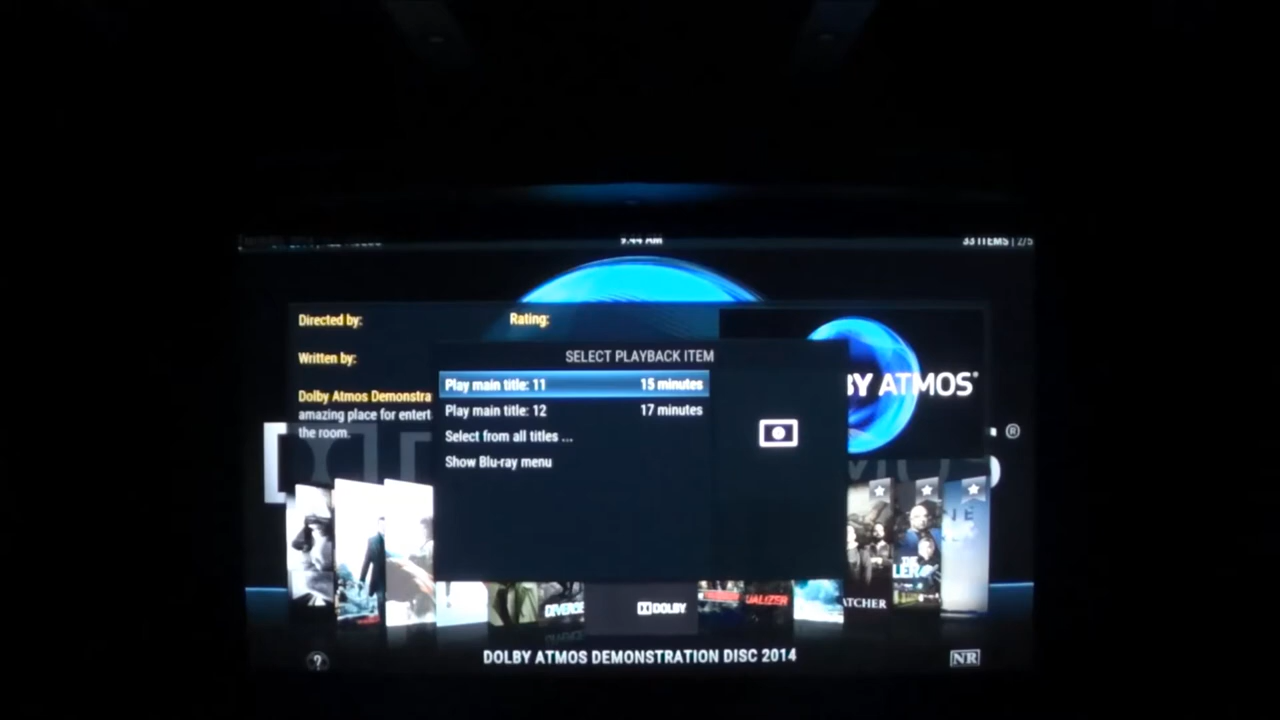 9:44 AM
33 ITEMS | 2/5
Directed by:
Rating:
Written by:
Dolby Atmos Demonstra
amazing place for entert
the room.
BY ATMOS®
SELECT PLAYBACK ITEM
Play main title: 11 15 minutes
Play main title: 12 17 minutes
Select from all titles ...
Show Blu-ray menu
®
DIVERGE
DOLBY
UALIZER
ATCHER
LER
?
DOLBY ATMOS DEMONSTRATION DISC 2014
NR